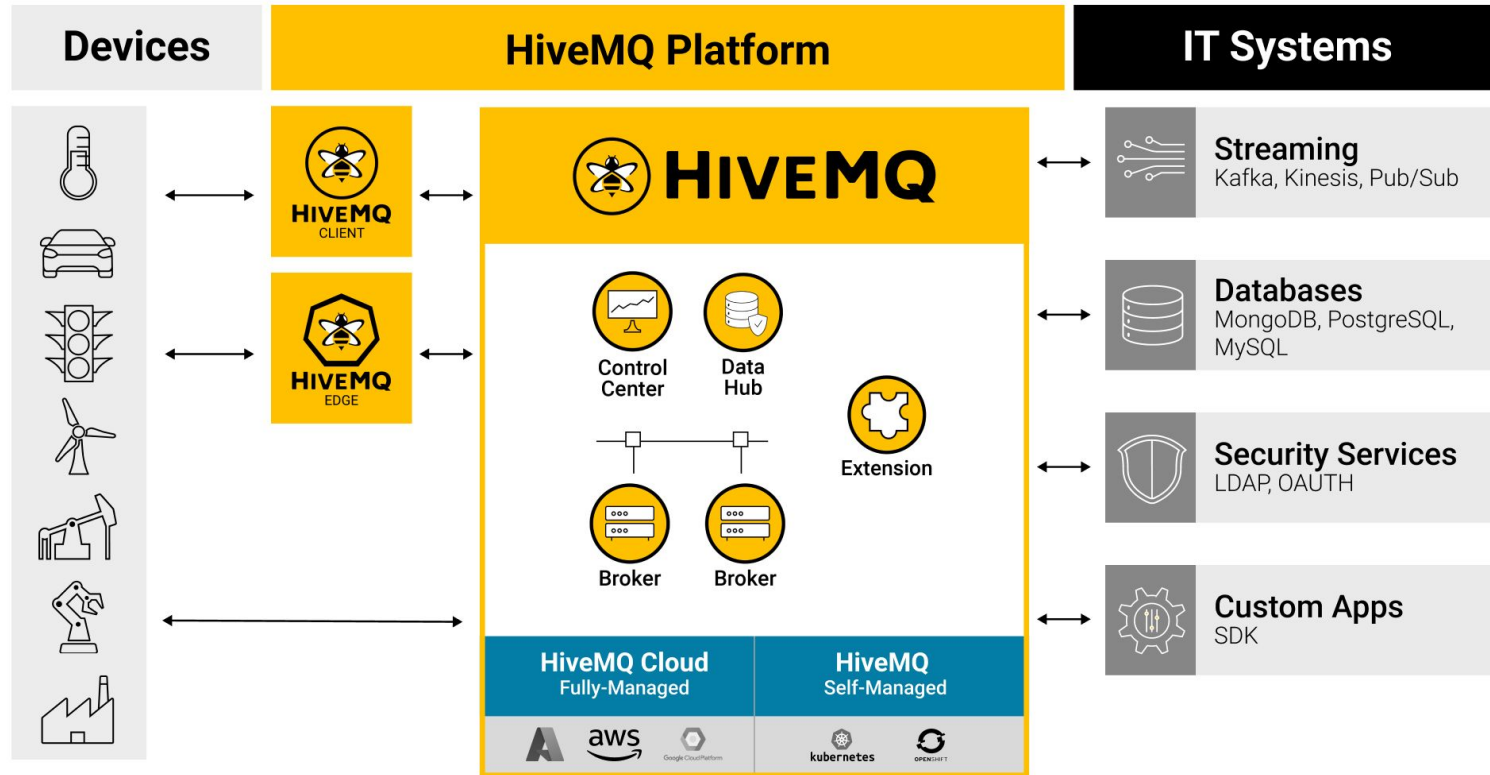 Devices
HiveMQ Platform
IT Systems
HIVEMQ
CLIENT
HIVEMQ
EDGE
HIVEMQ
Control
Center
Data
Hub
Extension
Broker
Broker
HiveMQ Cloud
Fully-Managed
HiveMQ
Self-Managed
aws
Google Cloud Platform
kubernetes
OPENSHIFT
Streaming
Kafka, Kinesis, Pub/Sub
Databases
MongoDB, PostgreSQL,
MySQL
Security Services
LDAP, OAUTH
Custom Apps
SDK